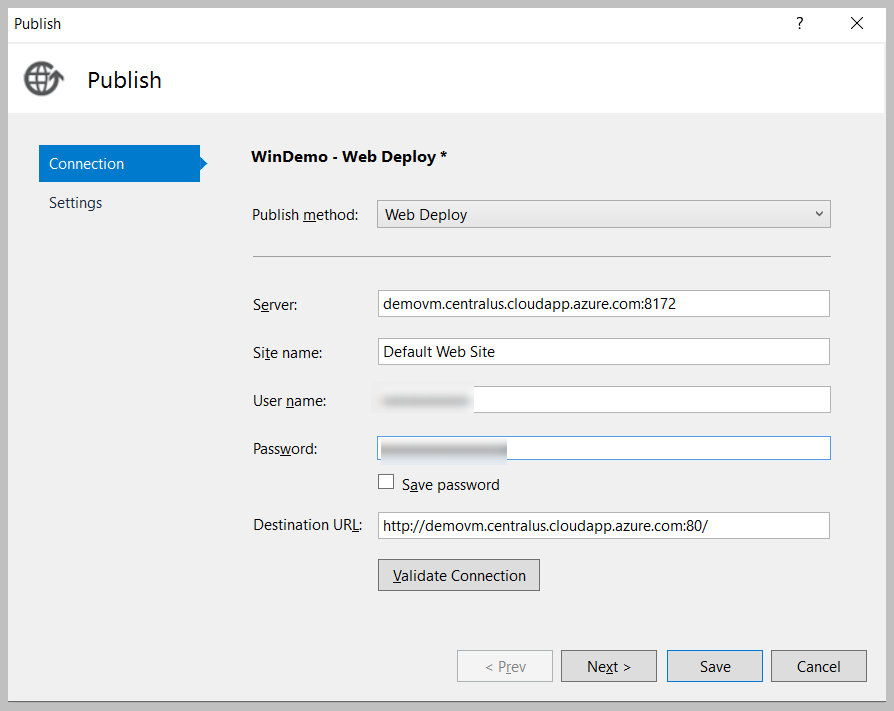 Publish ?
Publish
Connection
Settings
WinDemo - Web Deploy *
Publish method: Web Deploy
Server: demovm.centralus.cloudapp.azure.com:8172
Site name: Default Web Site
User name:
Password:
Save password
Destination URL: http://demovm.centralus.cloudapp.azure.com:80/
Validate Connection
< Prev Next > Save Cancel